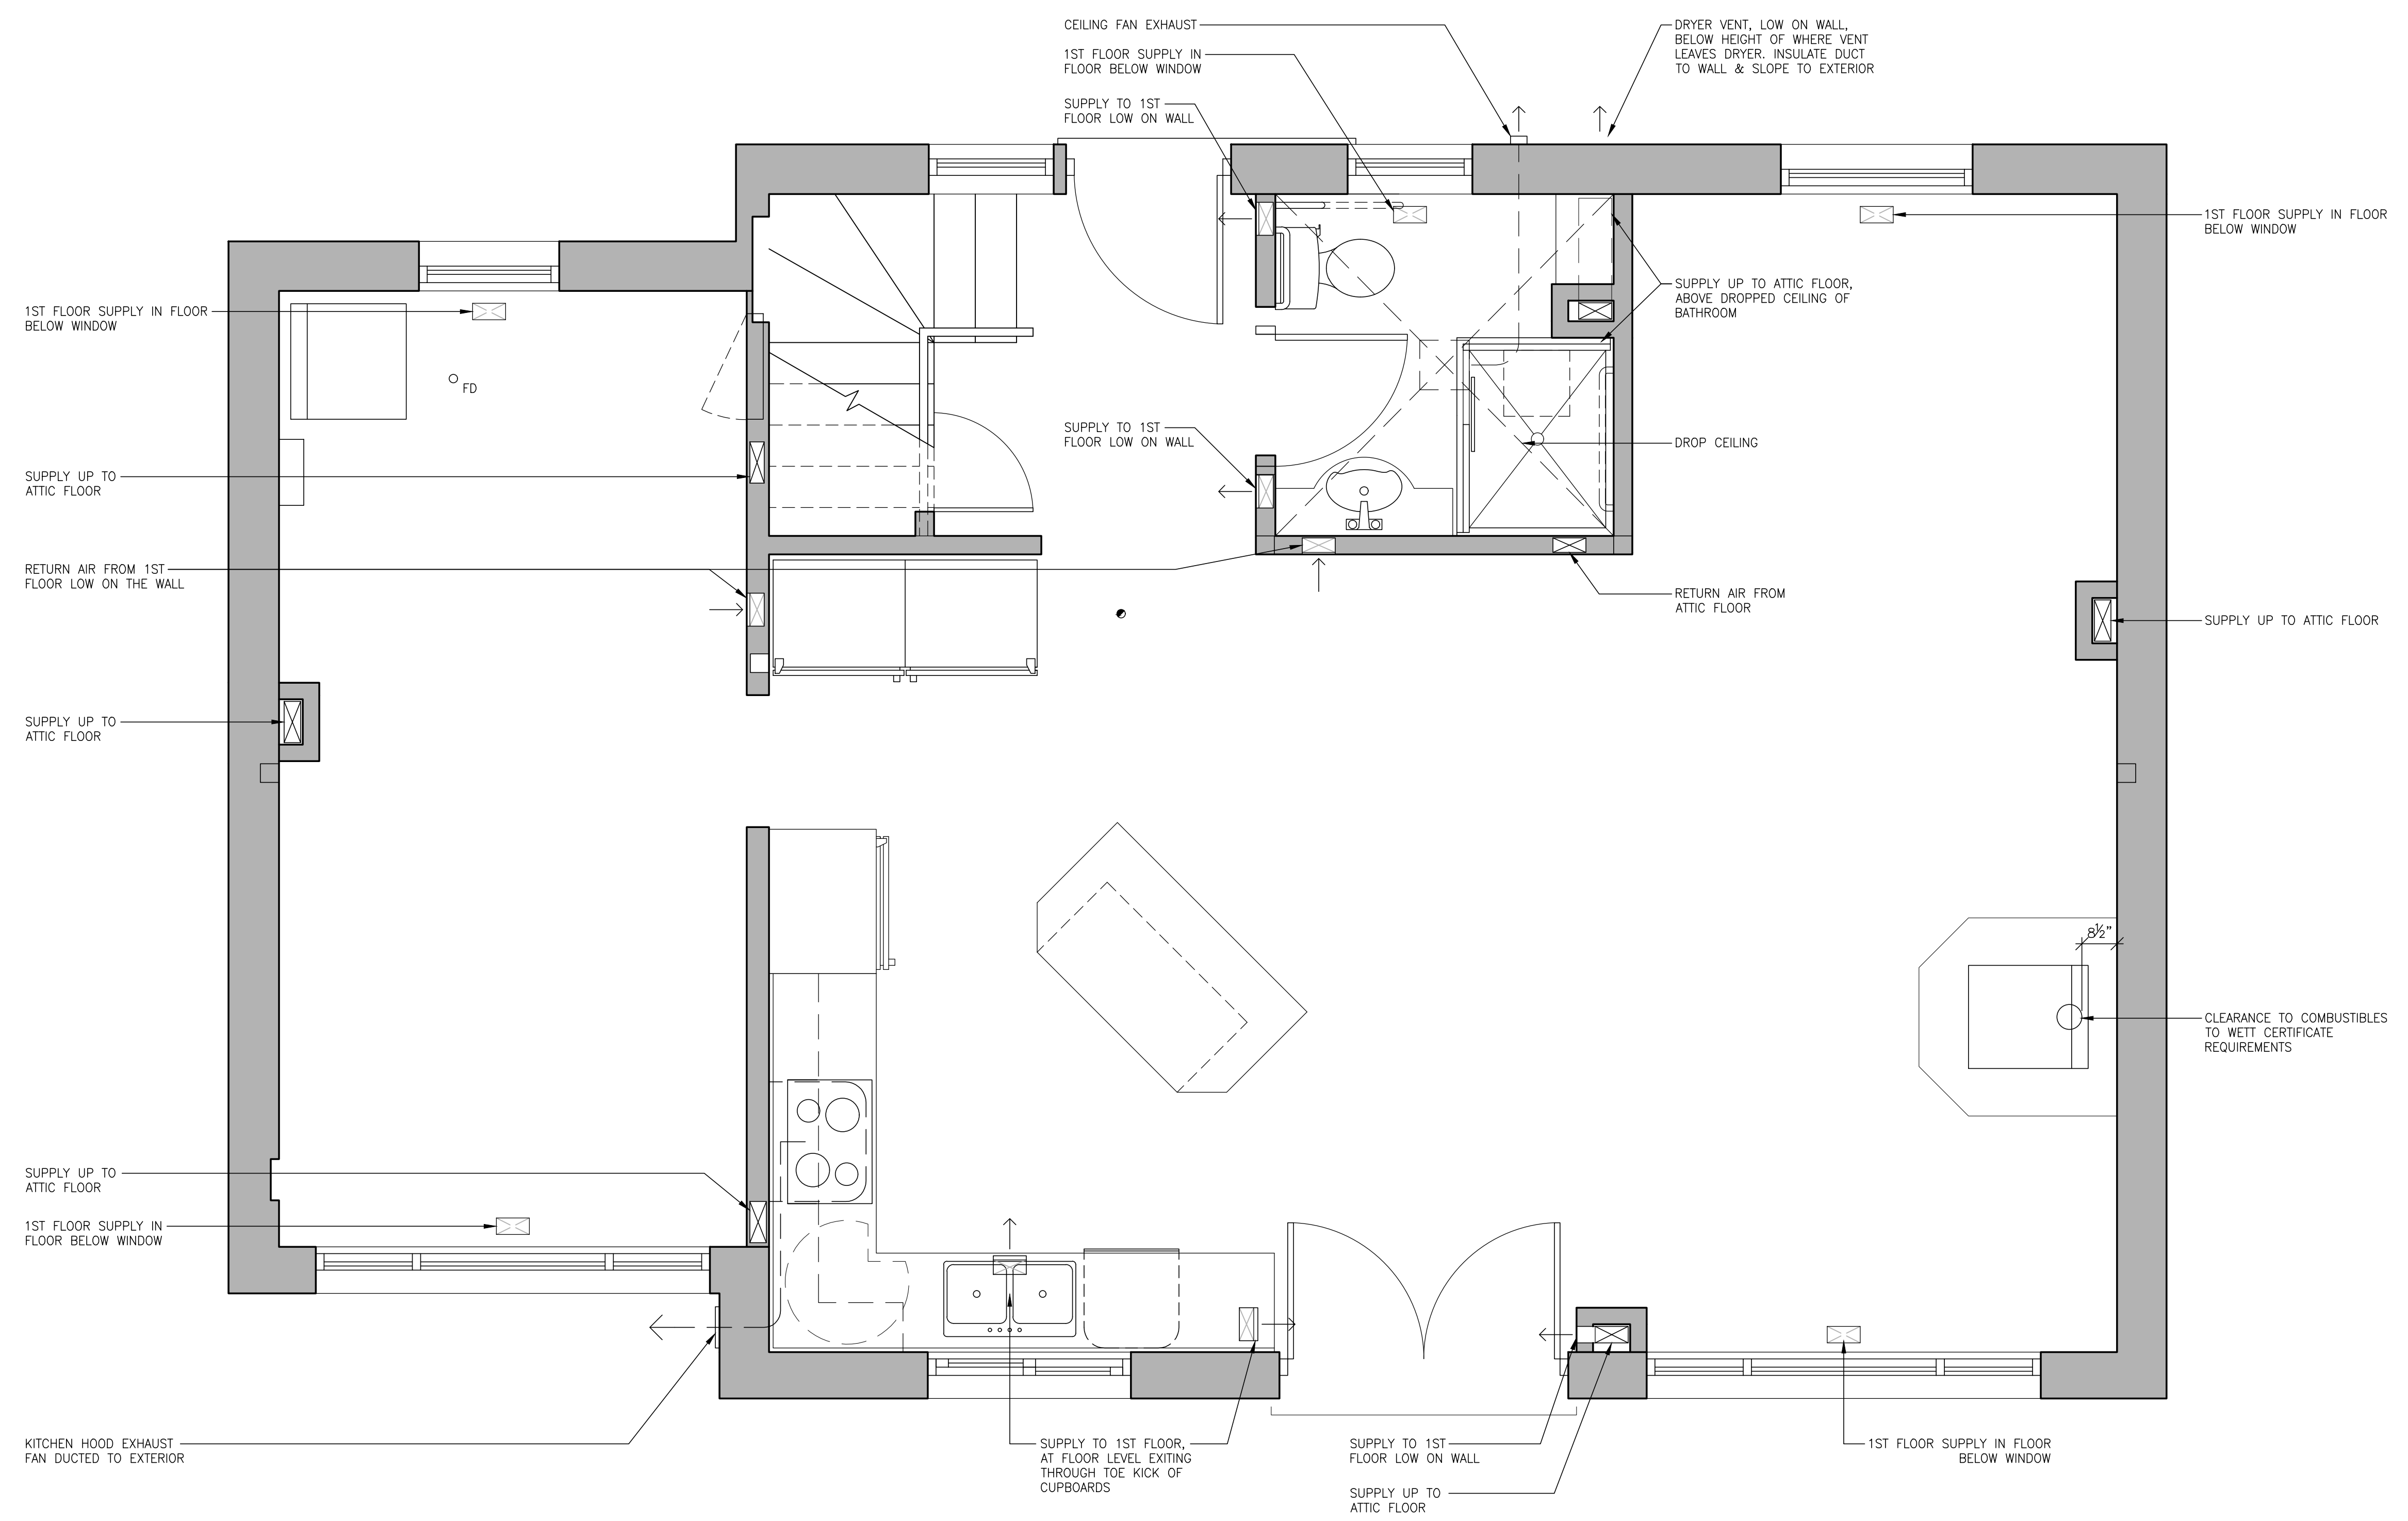 CEILING FAN EXHAUST
1ST FLOOR SUPPLY IN
FLOOR BELOW WINDOW
SUPPLY TO 1ST
FLOOR LOW ON WALL
DRYER VENT, LOW ON WALL,
BELOW HEIGHT OF WHERE VENT
LEAVES DRYER. INSULATE DUCT
TO WALL & SLOPE TO EXTERIOR
1ST FLOOR SUPPLY IN FLOOR
BELOW WINDOW
1ST FLOOR SUPPLY IN FLOOR
BELOW WINDOW
SUPPLY UP TO ATTIC FLOOR,
ABOVE DROPPED CEILING OF
BATHROOM
FD
SUPPLY TO 1ST
FLOOR LOW ON WALL
DROP CEILING
SUPPLY UP TO
ATTIC FLOOR
RETURN AIR FROM 1ST
FLOOR LOW ON THE WALL
RETURN AIR FROM
ATTIC FLOOR
SUPPLY UP TO ATTIC FLOOR
SUPPLY UP TO
ATTIC FLOOR
8½"
CLEARANCE TO COMBUSTIBLES
TO WETT CERTIFICATE
REQUIREMENTS
SUPPLY UP TO
ATTIC FLOOR
1ST FLOOR SUPPLY IN
FLOOR BELOW WINDOW
KITCHEN HOOD EXHAUST
FAN DUCTED TO EXTERIOR
SUPPLY TO 1ST FLOOR,
AT FLOOR LEVEL EXITING
THROUGH TOE KICK OF
CUPBOARDS
SUPPLY TO 1ST
FLOOR LOW ON WALL
SUPPLY UP TO
ATTIC FLOOR
1ST FLOOR SUPPLY IN FLOOR
BELOW WINDOW